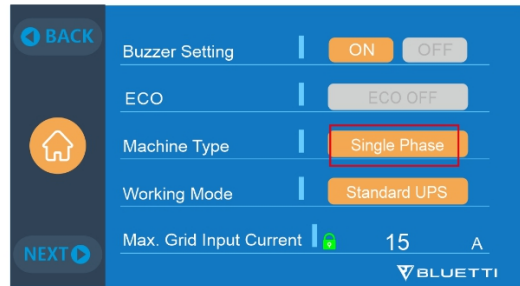 BACK
Buzzer Setting ON OFF
ECO ECO OFF
Machine Type Single Phase
Working Mode Standard UPS
Max. Grid Input Current 15 A
NEXT
BLUETTI